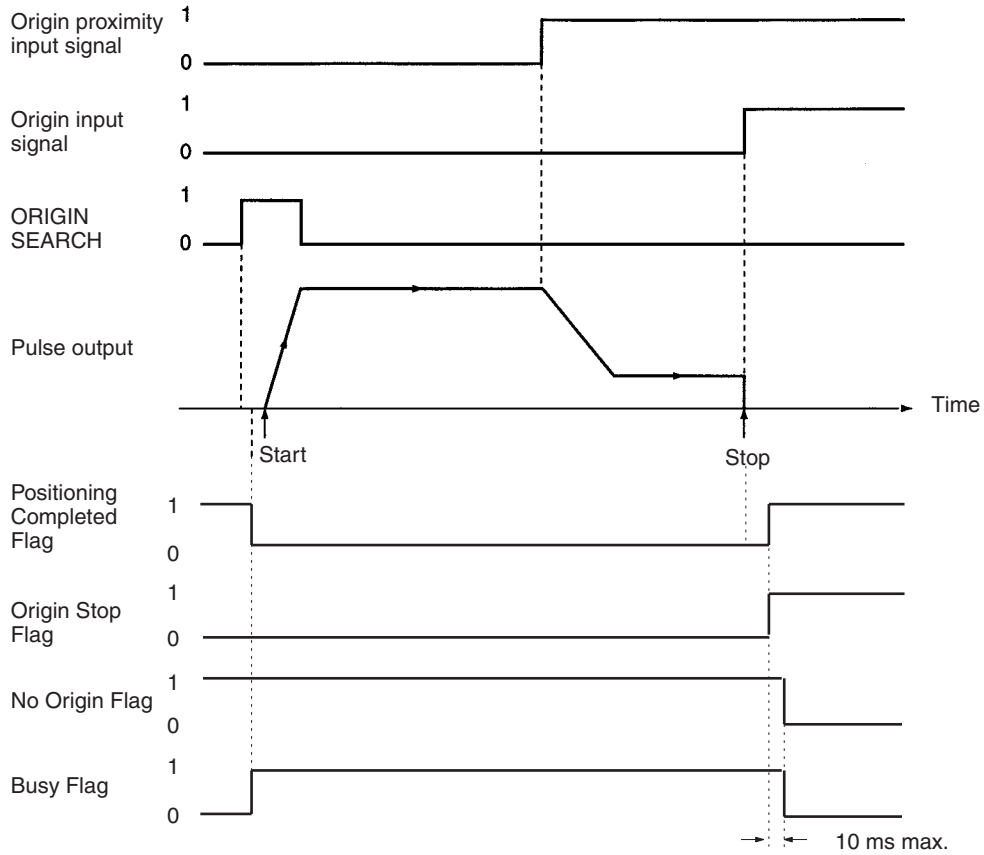 Origin proximity
input signal
1
0
Origin input
signal
1
0
ORIGIN
SEARCH
1
0
Pulse output
Time
Start
Stop
Positioning
Completed
Flag
1
0
Origin Stop
Flag
1
0
No Origin Flag
1
0
Busy Flag
1
0
10 ms max.